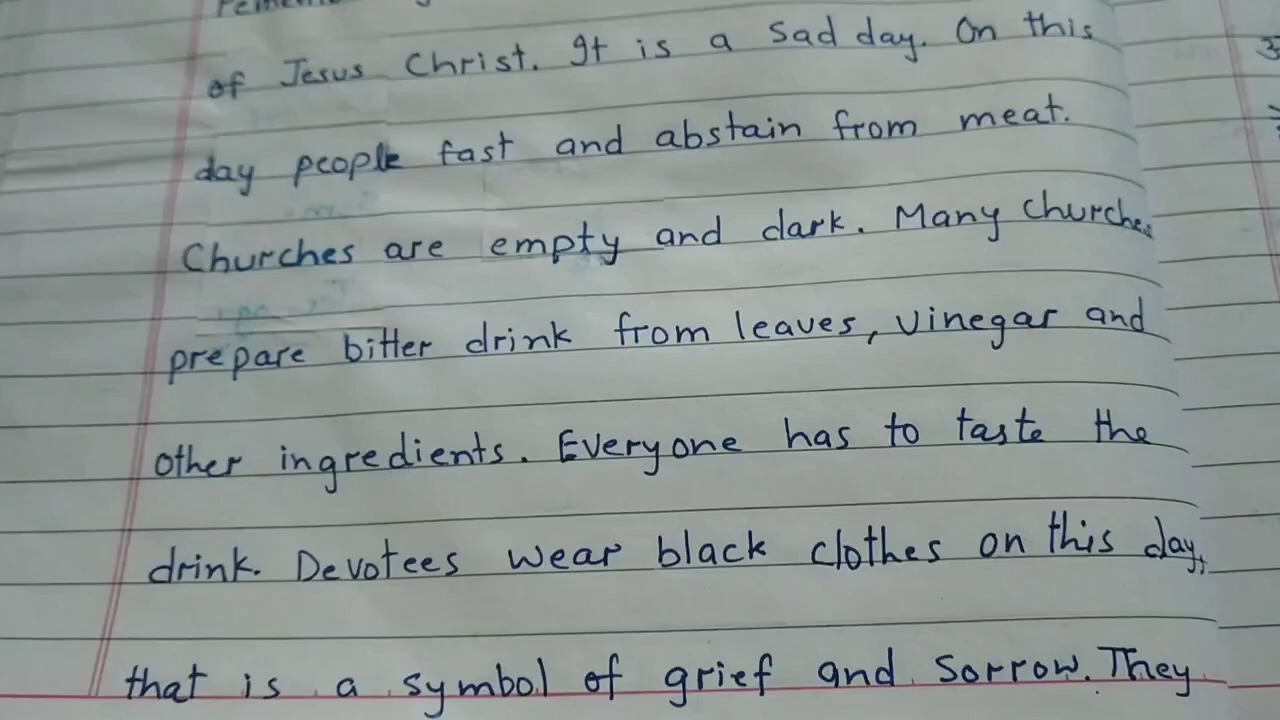 of Jesus Christ. It is a sad day. On this
day people fast and abstain from meat.
Churches are empty and dark. Many churches
prepare bitter drink from leaves, vinegar and
other ingredients. Everyone has to taste the
drink. Devotees wear black clothes on this day,
that is a symbol of grief and sorrow. They